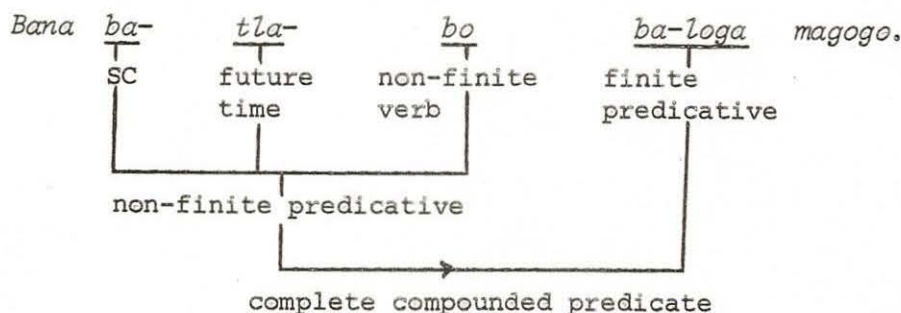 Bana ba- tla- bo ba-loga magogo.
SC future non-finite finite
time verb predicative
non-finite predicative
complete compounded predicate